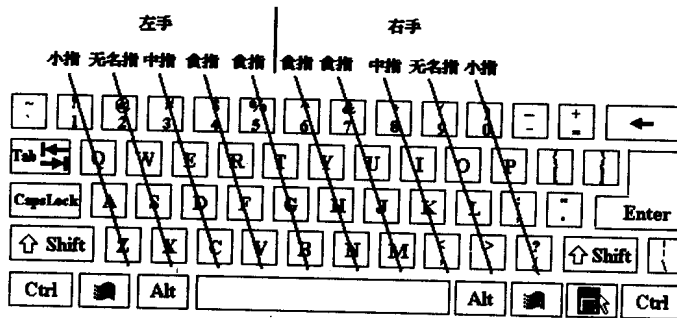 左手 右手
小指 无名指 中指 食指 食指 食指 食指 中指 无名指 小指
~ ! @ # $ % ^ & * ( ) _ +
` 1 2 3 4 5 6 7 8 9 0 - = ←
Tab Q W E R T Y U I O P { }
CapsLock A S D F G H J K L : " Enter
⇧ Shift Z X C V B N M < > ? ⇧ Shift | \
Ctrl Alt Alt Ctrl